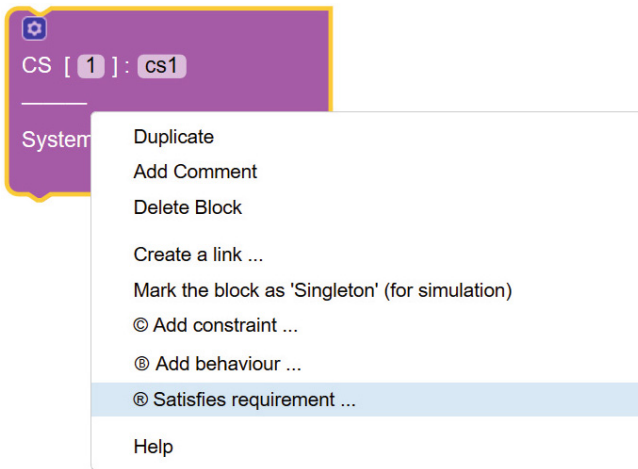 CS [ 1 ] : cs1
System
Duplicate
Add Comment
Delete Block
Create a link ...
Mark the block as 'Singleton' (for simulation)
© Add constraint ...
Ⓑ Add behaviour ...
® Satisfies requirement ...
Help